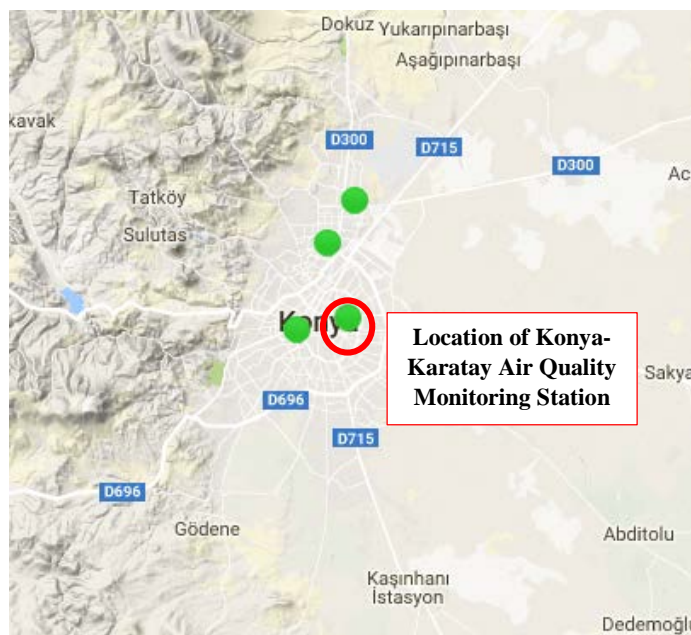 Dokuz
Yukarıpınarbaşı
Aşağıpınarbaşı
kavak
D300
D715
D300
Ac
Tatköy
Sulutas
Konya
Location of Konya-
Karatay Air Quality
Monitoring Station
Sakya
D696
D715
D696
Gödene
Abditolu
Kaşınhanı
İstasyon
Dedemoğlu